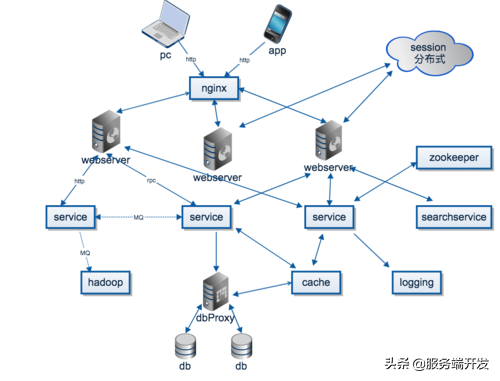 pc
app
session
分布式
http
http
nginx
webserver
webserver
webserver
zookeeper
http
rpc
service
MQ
service
service
searchservice
MQ
hadoop
cache
logging
dbProxy
db
db
头条 @服务端开发